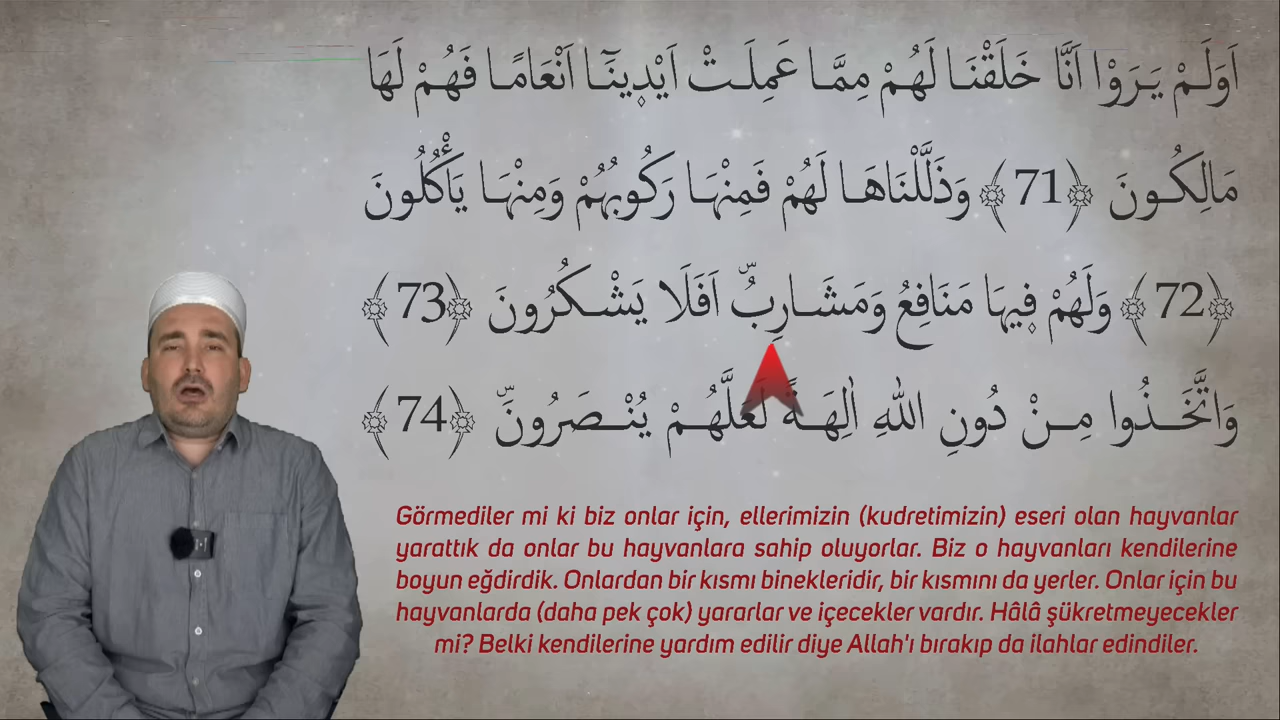 اَوَلَمْ يَرَوْا اَنَّا خَلَقْنَا لَهُمْ مِمَّا عَمِلَتْ اَيْدٖينَٓا اَنْعَامًا فَهُمْ لَهَا
مَالِكُونَ ﴿71﴾ وَذَلَّلْنَاهَا لَهُمْ فَمِنْهَا رَكُوبُهُمْ وَمِنْهَا يَأْكُلُونَ
﴿72﴾ وَلَهُمْ فٖيهَا مَنَافِعُ وَمَشَارِبُۜ اَفَلَا يَشْكُرُونَ ﴿73﴾
وَاتَّخَذُوا مِنْ دُونِ اللّٰهِ اٰلِهَةً لَعَلَّهُمْ يُنْصَرُونَۜ ﴿74﴾
Görmediler mi ki biz onlar için, ellerimizin (kudretimizin) eseri olan hayvanlar
yarattık da onlar bu hayvanlara sahip oluyorlar. Biz o hayvanları kendilerine
boyun eğdirdik. Onlardan bir kısmı binekleridir, bir kısmını da yerler. Onlar için bu
hayvanlarda (daha pek çok) yararlar ve içecekler vardır. Hâlâ şükretmeyecekler
mi? Belki kendilerine yardım edilir diye Allah'ı bırakıp da ilahlar edindiler.